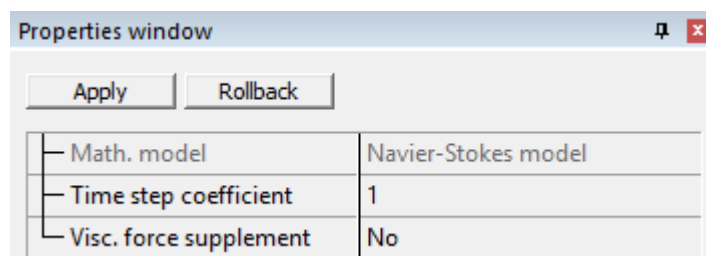 Properties window
Apply Rollback
Math. model Navier-Stokes model
Time step coefficient 1
Visc. force supplement No